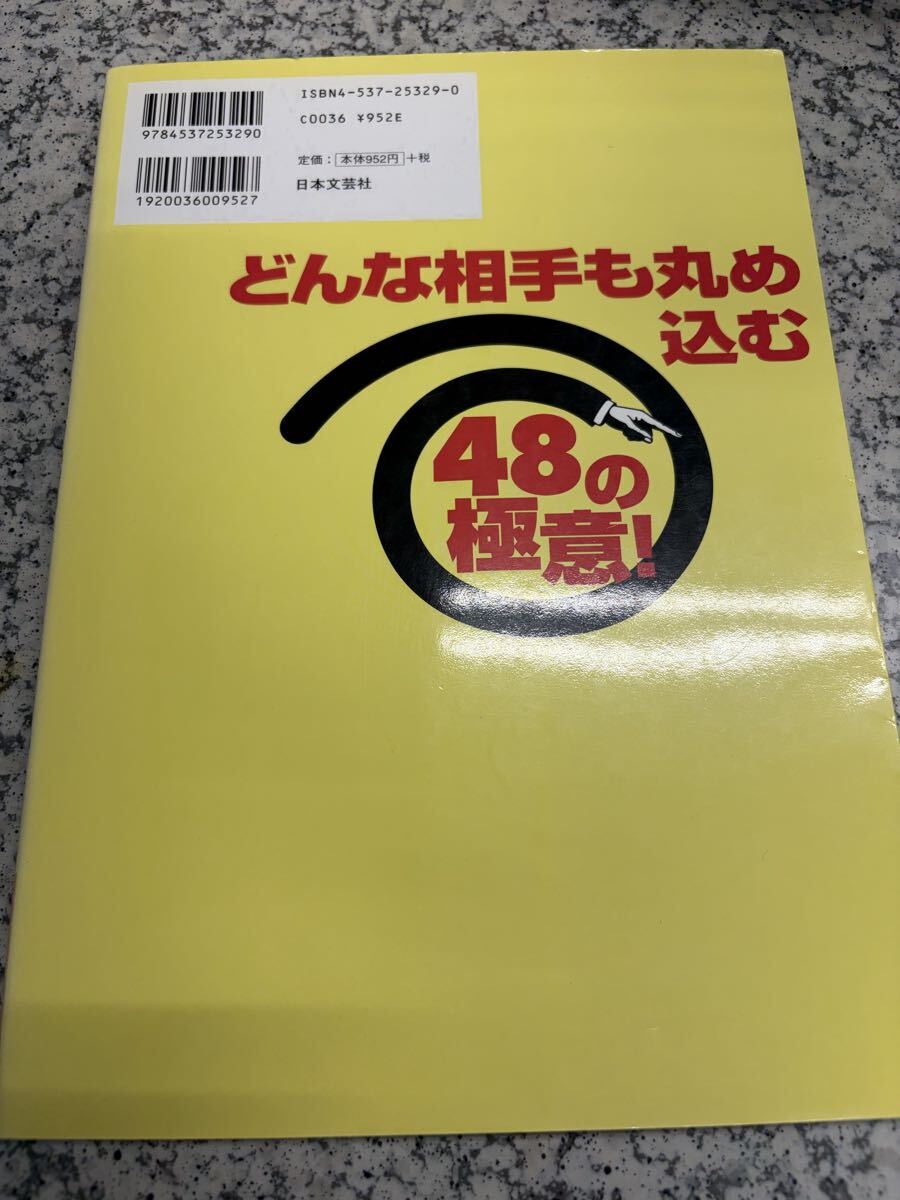 ISBN4-537-25329-0
C0036 ¥952E
9784537253290
定価：本体952円+税
1920036009527
日本文芸社
どんな相手も丸め
込む
48の
極意!